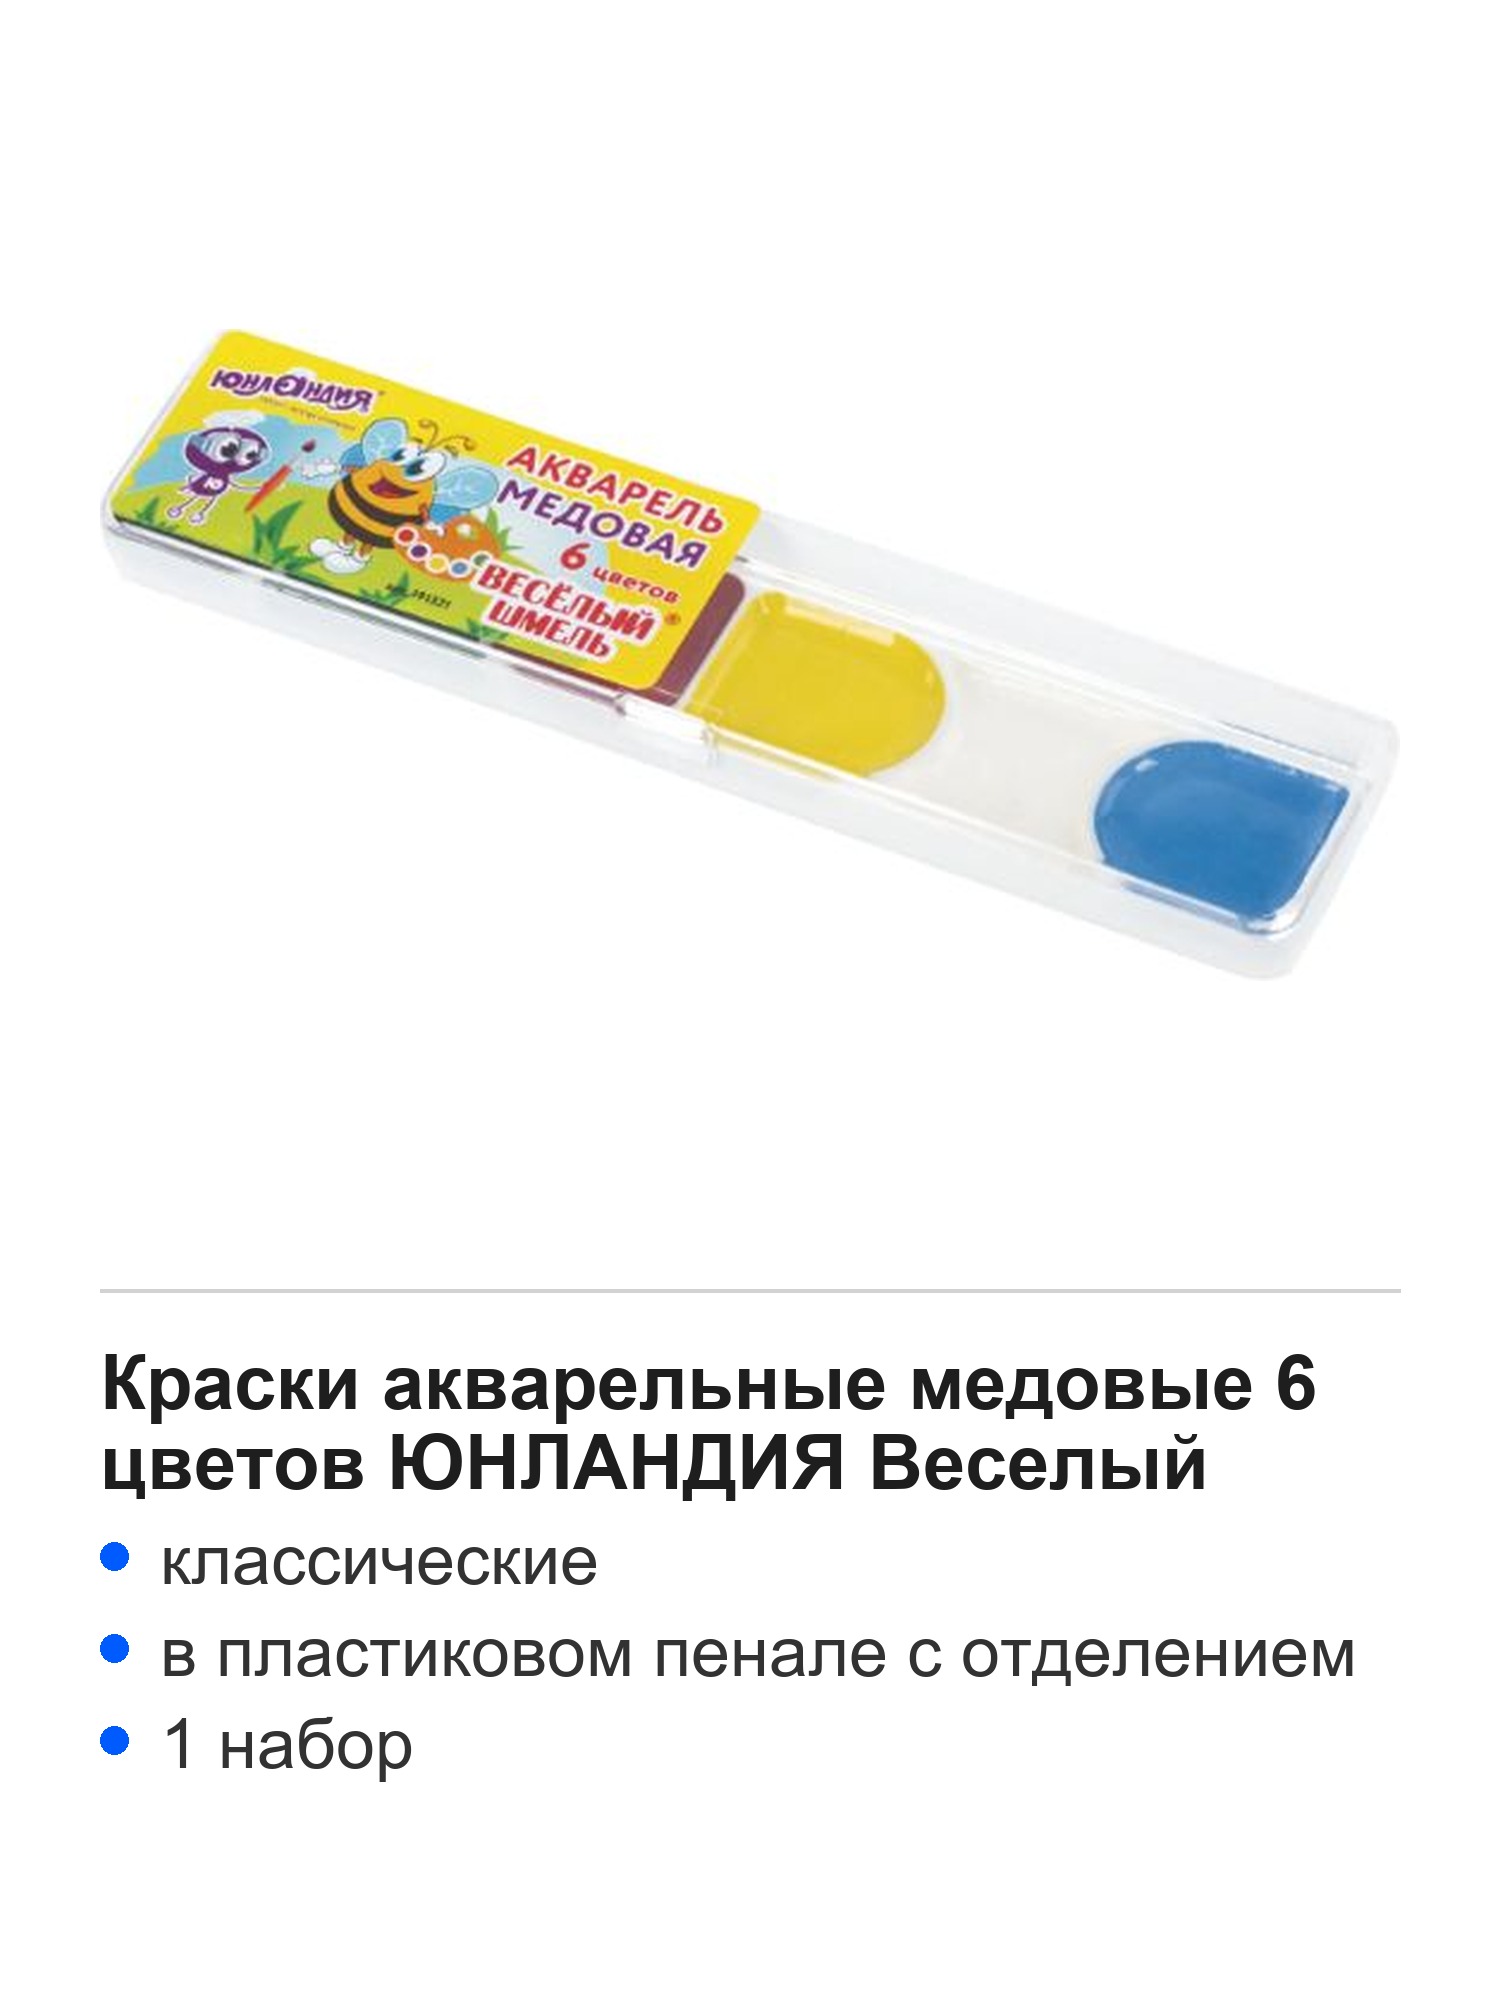 ЮНЛАНДИЯ
АКВАРЕЛЬ
МЕДОВАЯ
6 цветов
ВЕСЁЛЫЙ
ШМЕЛЬ
Краски акварельные медовые 6
цветов ЮНЛАНДИЯ Веселый
классические
в пластиковом пенале с отделением
1 набор